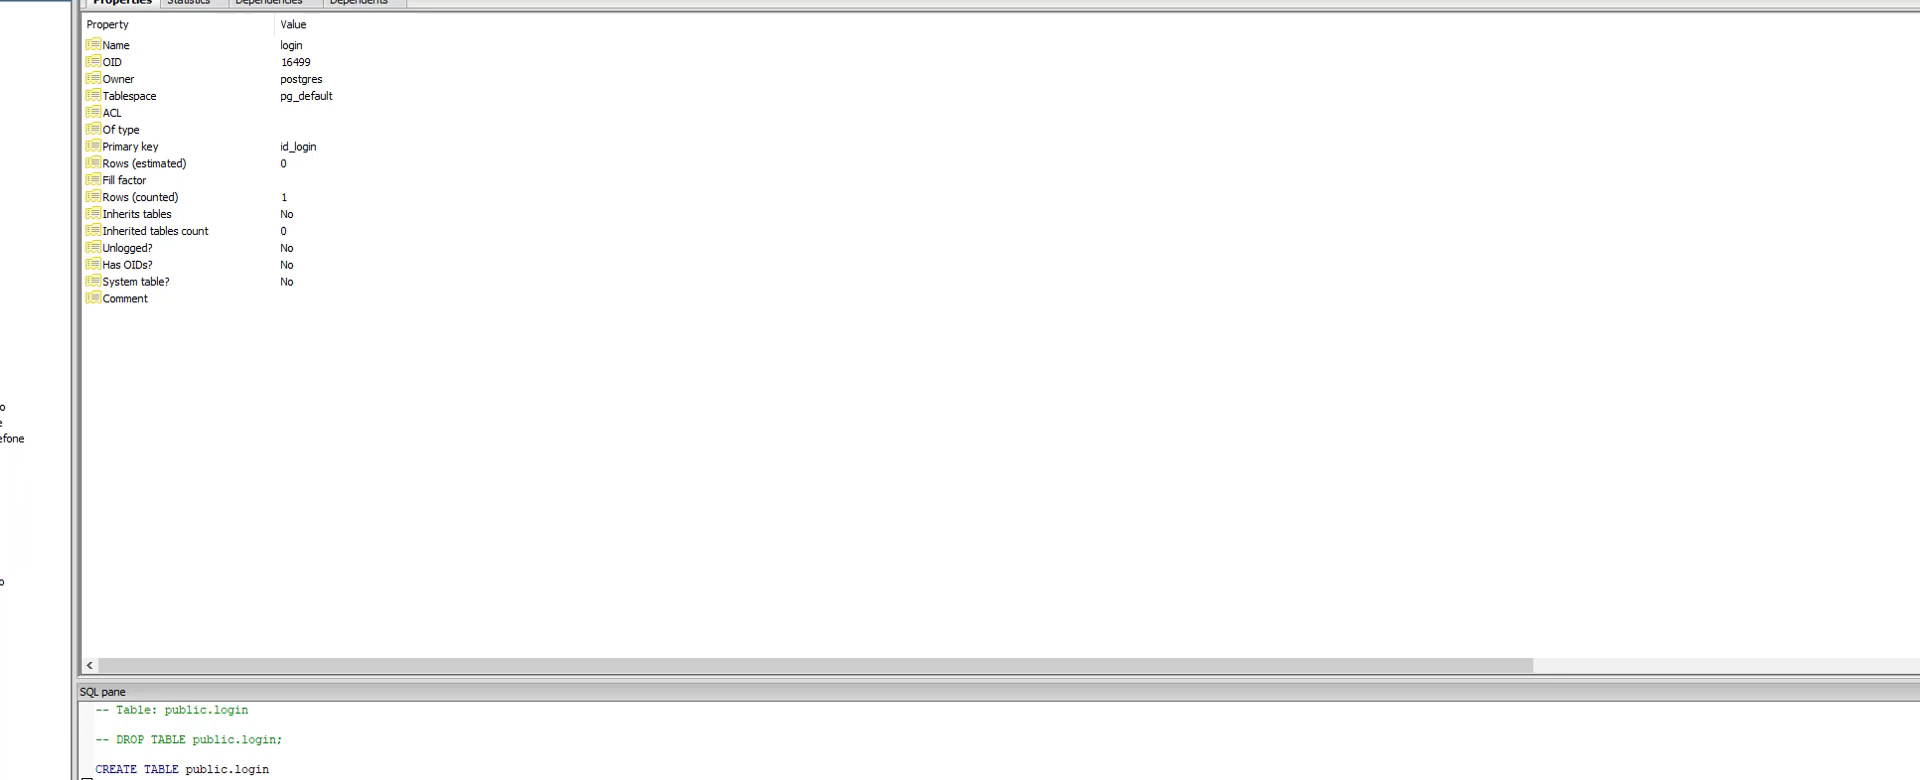 Properties Statistics Dependencies Dependents
Property Value
Name login
OID 16499
Owner postgres
Tablespace pg_default
ACL
Of type
Primary key id_login
Rows (estimated) 0
Fill factor
Rows (counted) 1
Inherits tables No
Inherited tables count 0
Unlogged? No
Has OIDs? No
System table? No
Comment
o
efone
o
SQL pane
-- Table: public.login
-- DROP TABLE public.login;
CREATE TABLE public.login